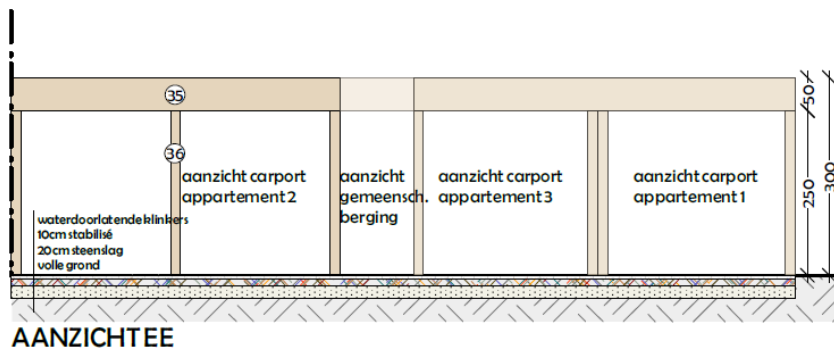 35
50
36
aanzicht carport
appartement 2
aanzicht
gemeensch.
berging
aanzicht carport
appartement 3
aanzicht carport
appartement 1
250
300
waterdoorlatende klinkers
10cm stabilisé
20cm steenslag
volle grond
AANZICHT EE